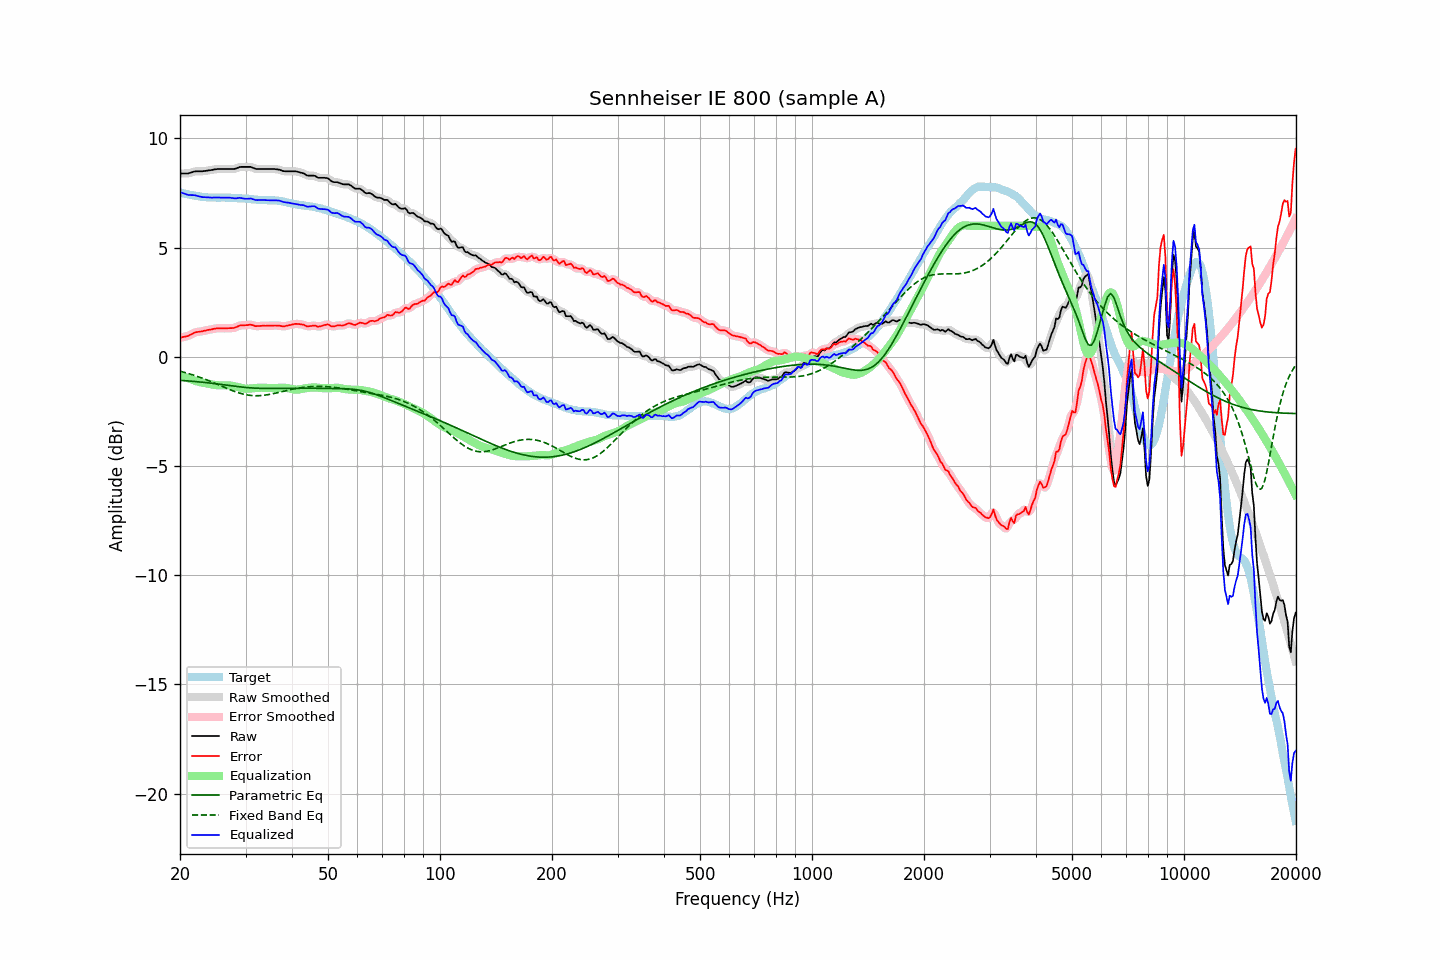 Sennheiser IE 800 (sample A)
10
5
0
−5
−10
−15
−20
Amplitude (dBr)
Target
Raw Smoothed
Error Smoothed
Raw
Error
Equalization
Parametric Eq
Fixed Band Eq
Equalized
20 50 100 200 500 1000 2000 5000 10000 20000
Frequency (Hz)